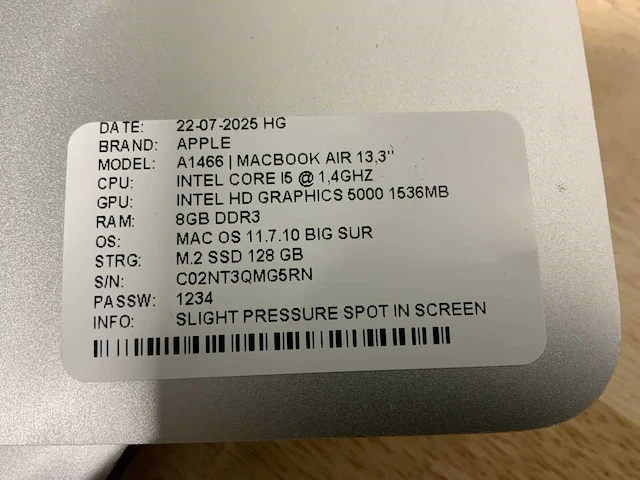 DATE: 22-07-2025 HG
BRAND: APPLE
MODEL: A1466 | MACBOOK AIR 13,3"
CPU: INTEL CORE I5 @ 1,4GHZ
GPU: INTEL HD GRAPHICS 5000 1536MB
RAM: 8GB DDR3
OS: MAC OS 11.7.10 BIG SUR
STRG: M.2 SSD 128 GB
S/N: C02NT3QMG5RN
PASSW: 1234
INFO: SLIGHT PRESSURE SPOT IN SCREEN